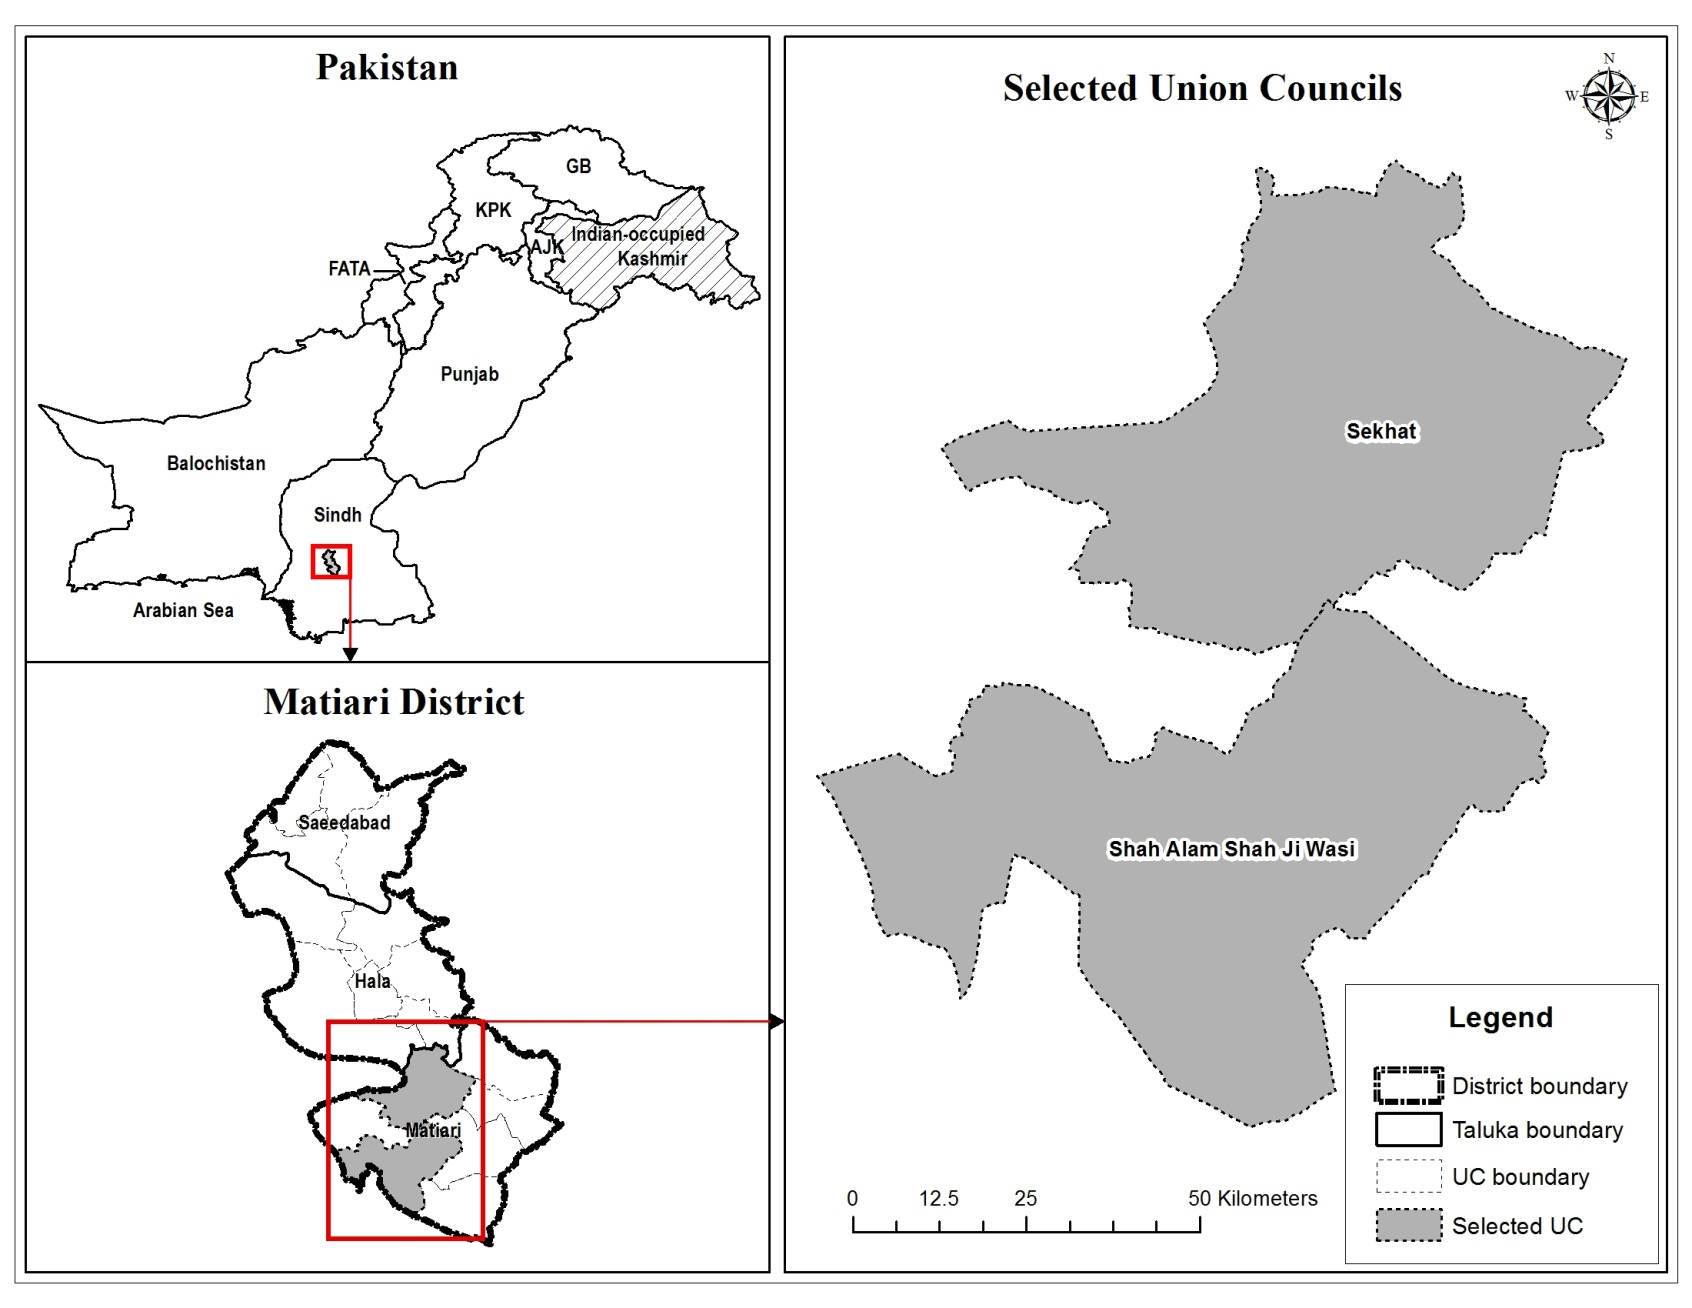 Pakistan
GB
KPK
Indian-occupied
AJK
Kashmir
FATA
Punjab
Balochistan
Sindh
Arabian Sea
Matiari District
Saeedabad
Hala
Matiari
Selected Union Councils
N
W
E
S
Sekhat
Shah Alam Shah Ji Wasi
Legend
District boundary
Taluka boundary
UC boundary
Selected UC
0 12.5 25 50 Kilometers